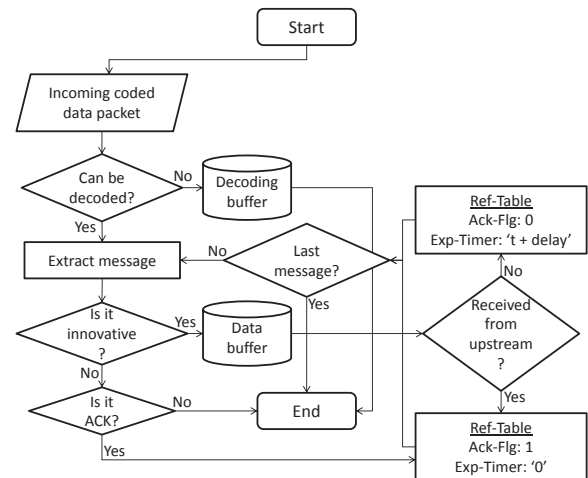 Start
Incoming coded
data packet
Can be
decoded?
No
Decoding
buffer
Yes
Extract message
No
Last
message?
Yes
Ref-Table
Ack-Flg: 0
Exp-Timer: ‘t + delay’
No
Is it
innovative
?
Yes
Data
buffer
Received
from
upstream
?
No
Yes
Is it
ACK?
No
End
Yes
Ref-Table
Ack-Flg: 1
Exp-Timer: ‘0’